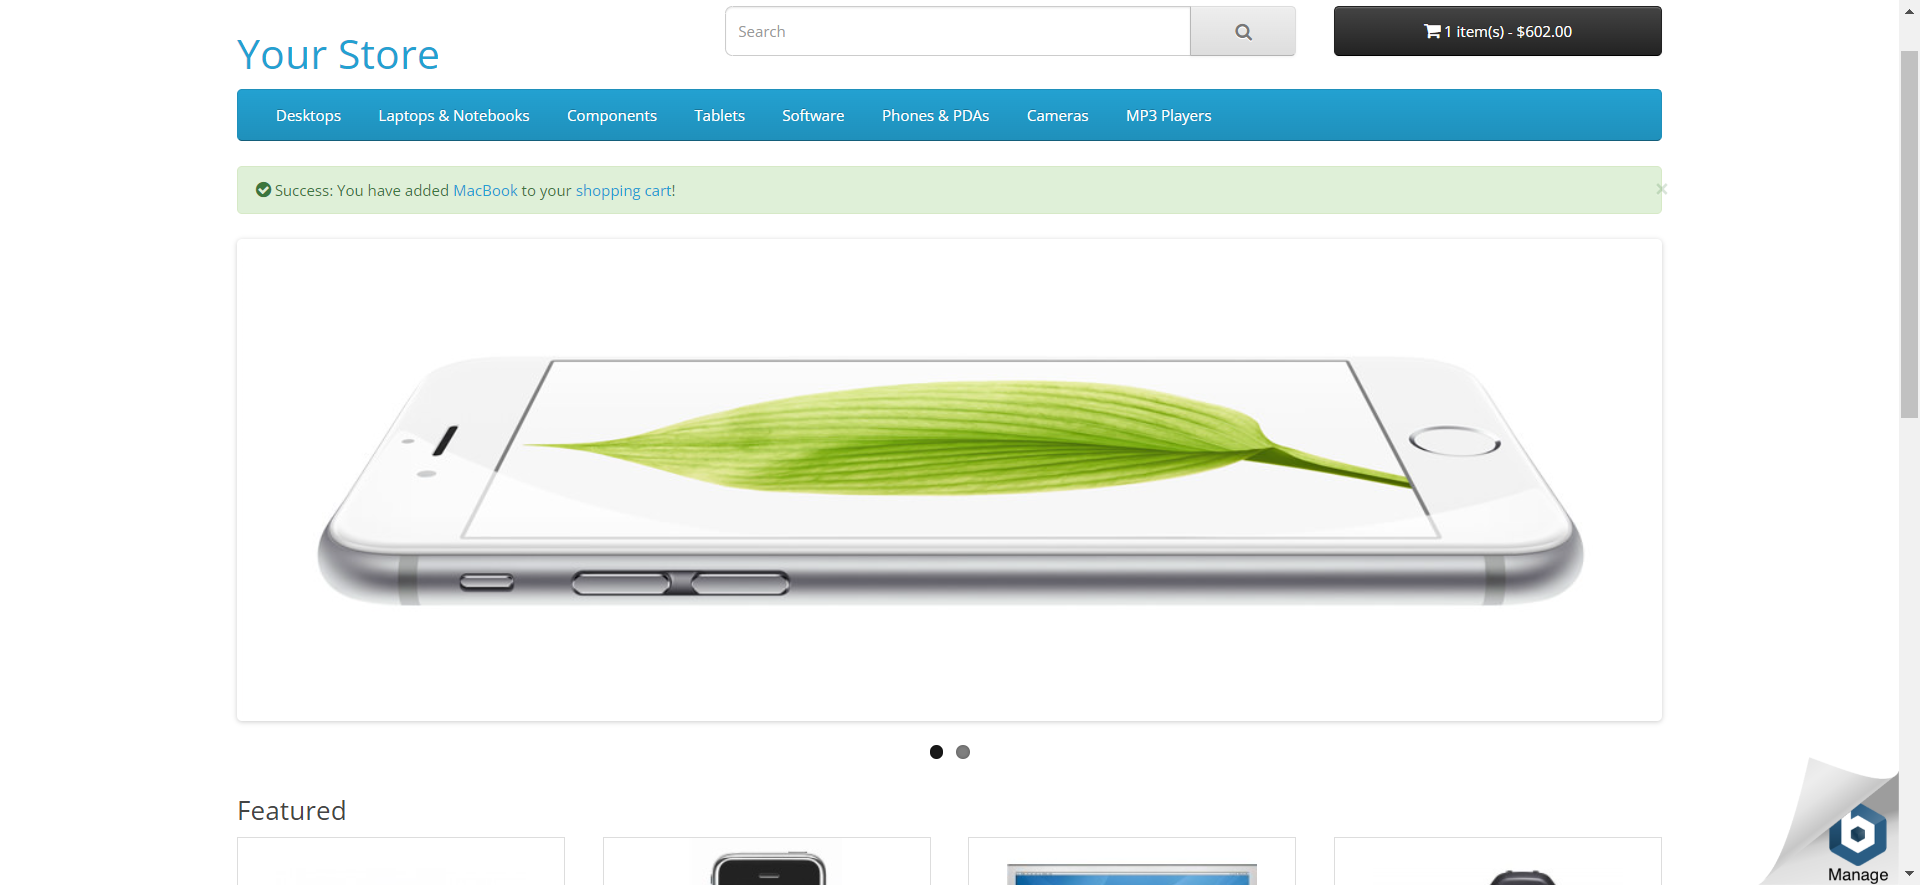 Your Store
Search
1 item(s) - $602.00
Desktops Laptops & Notebooks Components Tablets Software Phones & PDAs Cameras MP3 Players
Success: You have added MacBook to your shopping cart!
×
Featured
Manage